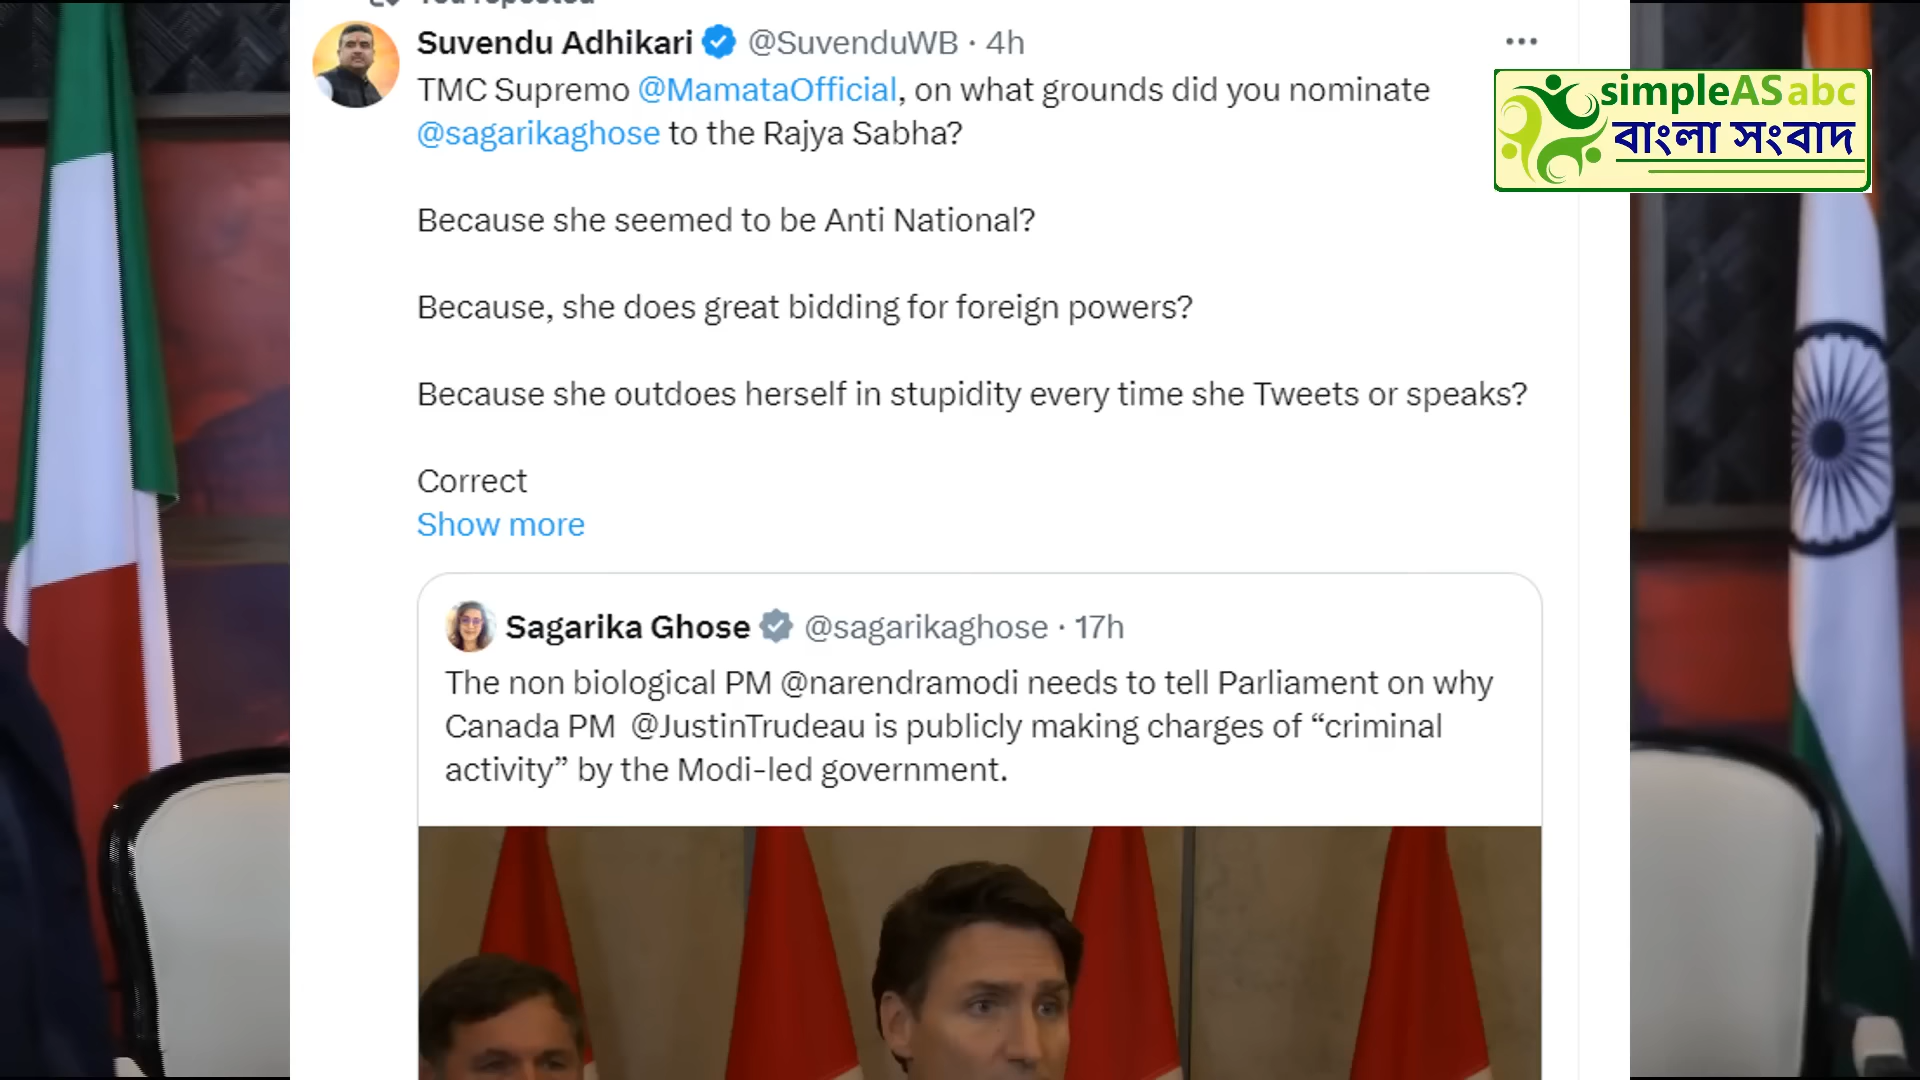 You reposted
Suvendu Adhikari @SuvenduWB · 4h
TMC Supremo @MamataOfficial, on what grounds did you nominate
@sagarikaghose to the Rajya Sabha?
Because she seemed to be Anti National?
Because, she does great bidding for foreign powers?
Because she outdoes herself in stupidity every time she Tweets or speaks?
Correct
Show more
Sagarika Ghose @sagarikaghose · 17h
The non biological PM @narendramodi needs to tell Parliament on why
Canada PM @JustinTrudeau is publicly making charges of “criminal
activity” by the Modi-led government.
simpleASabc
বাংলা সংবাদ